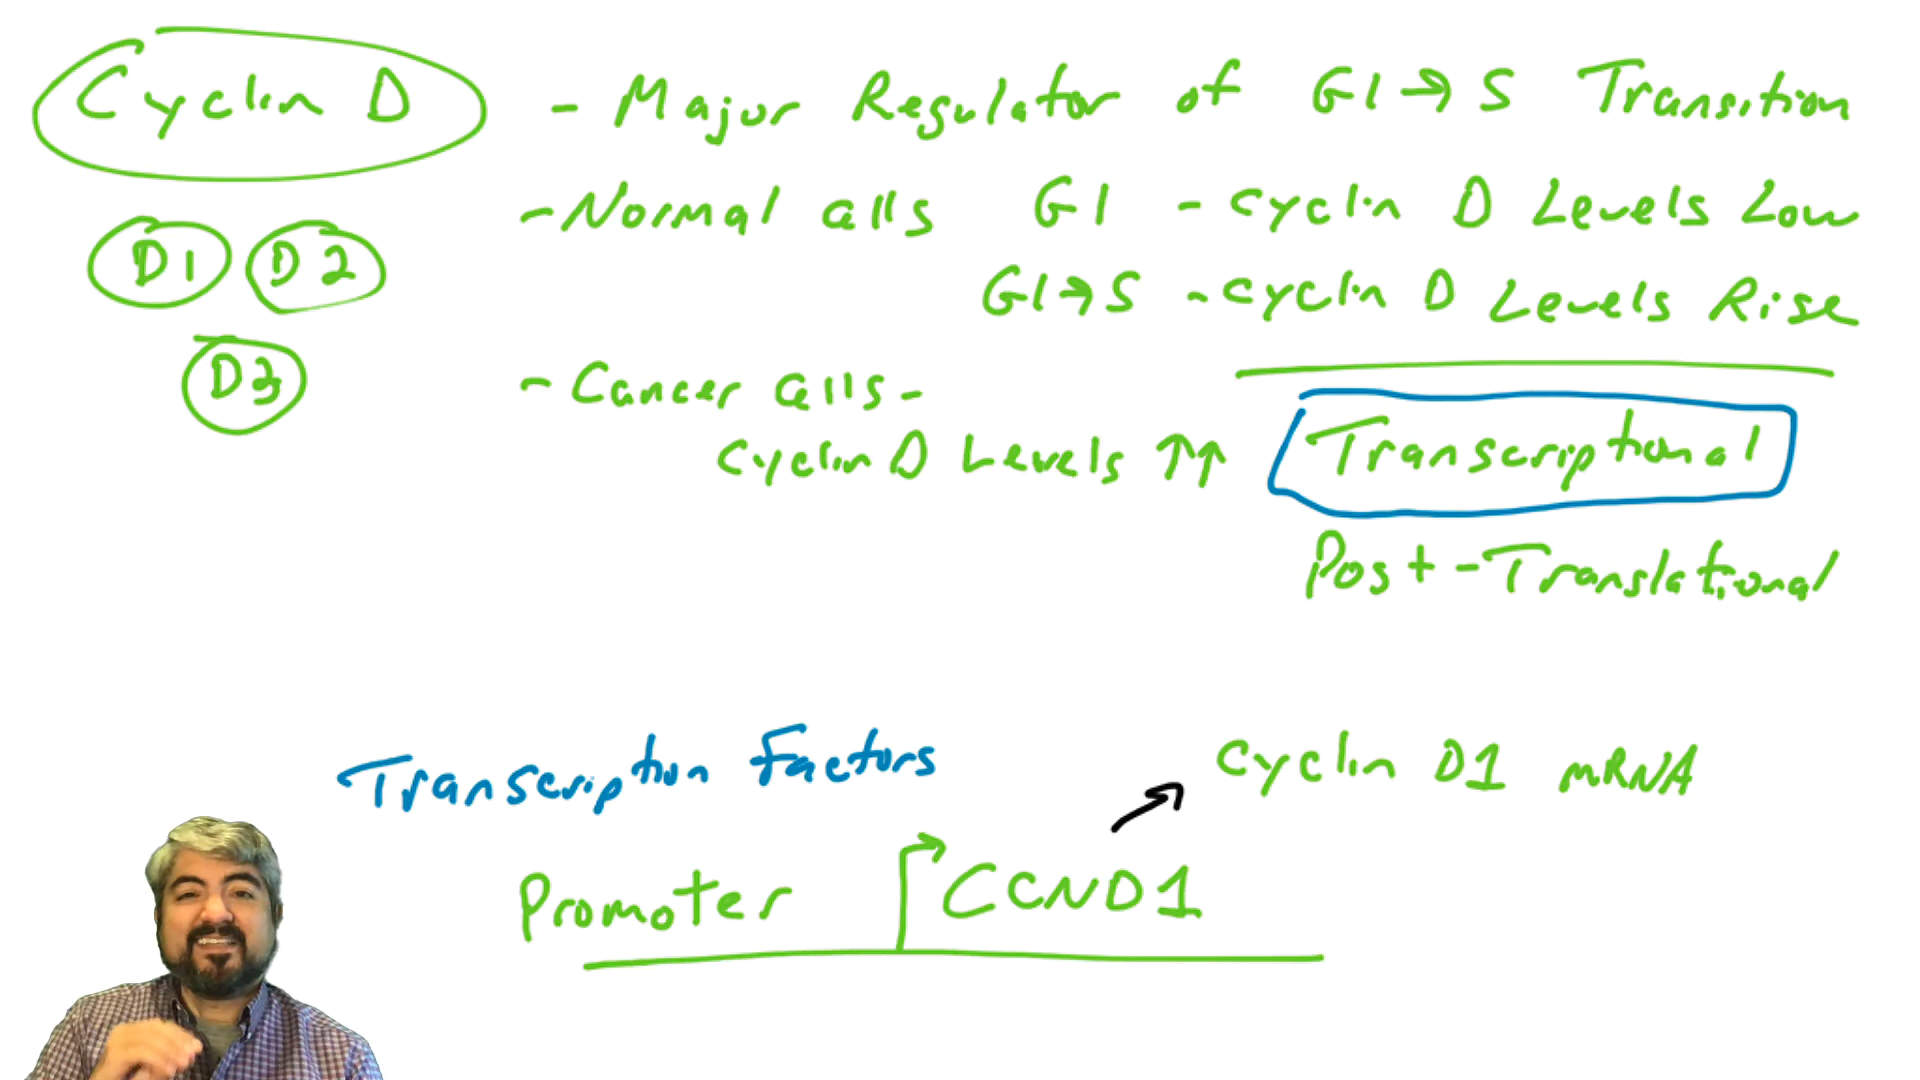 Cyclin D
- Major Regulator of G1→S Transition
- Normal cells G1 - Cyclin D Levels Low
D1 D2
G1→S - Cyclin D Levels Rise
D3
- Cancer cells -
Cyclin D Levels ↑↑
Transcriptional
Post-Translational
Transcription Factors
Cyclin D1 mRNA
Promoter CCND1